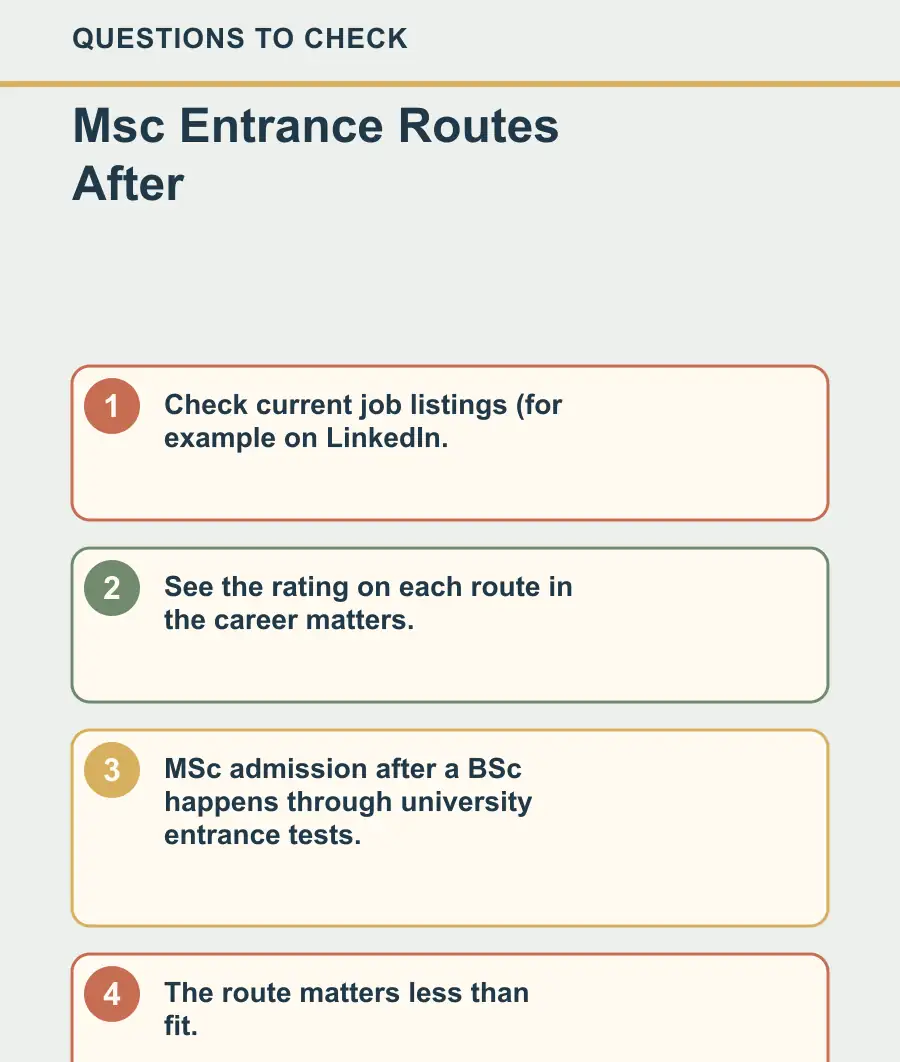 QUESTIONS TO CHECK
Msc Entrance Routes
After
1
Check current job listings (for
example on LinkedIn.
2
See the rating on each route in
the career matters.
3
MSc admission after a BSc
happens through university
entrance tests.
4
The route matters less than
fit.